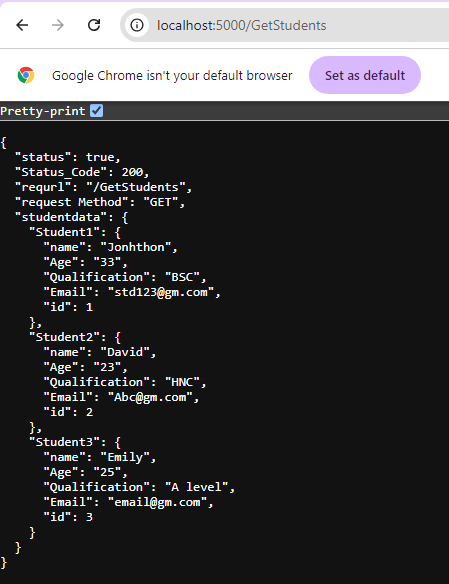 localhost:5000/GetStudents
Google Chrome isn't your default browser Set as default
Pretty-print
{
  "status": true,
  "Status_Code": 200,
  "requrl": "/GetStudents",
  "request Method": "GET",
  "studentdata": {
    "Student1": {
      "name": "Jonhthon",
      "Age": "33",
      "Qualification": "BSC",
      "Email": "std123@gm.com",
      "id": 1
    },
    "Student2": {
      "name": "David",
      "Age": "23",
      "Qualification": "HNC",
      "Email": "Abc@gm.com",
      "id": 2
    },
    "Student3": {
      "name": "Emily",
      "Age": "25",
      "Qualification": "A level",
      "Email": "email@gm.com",
      "id": 3
    }
  }
}